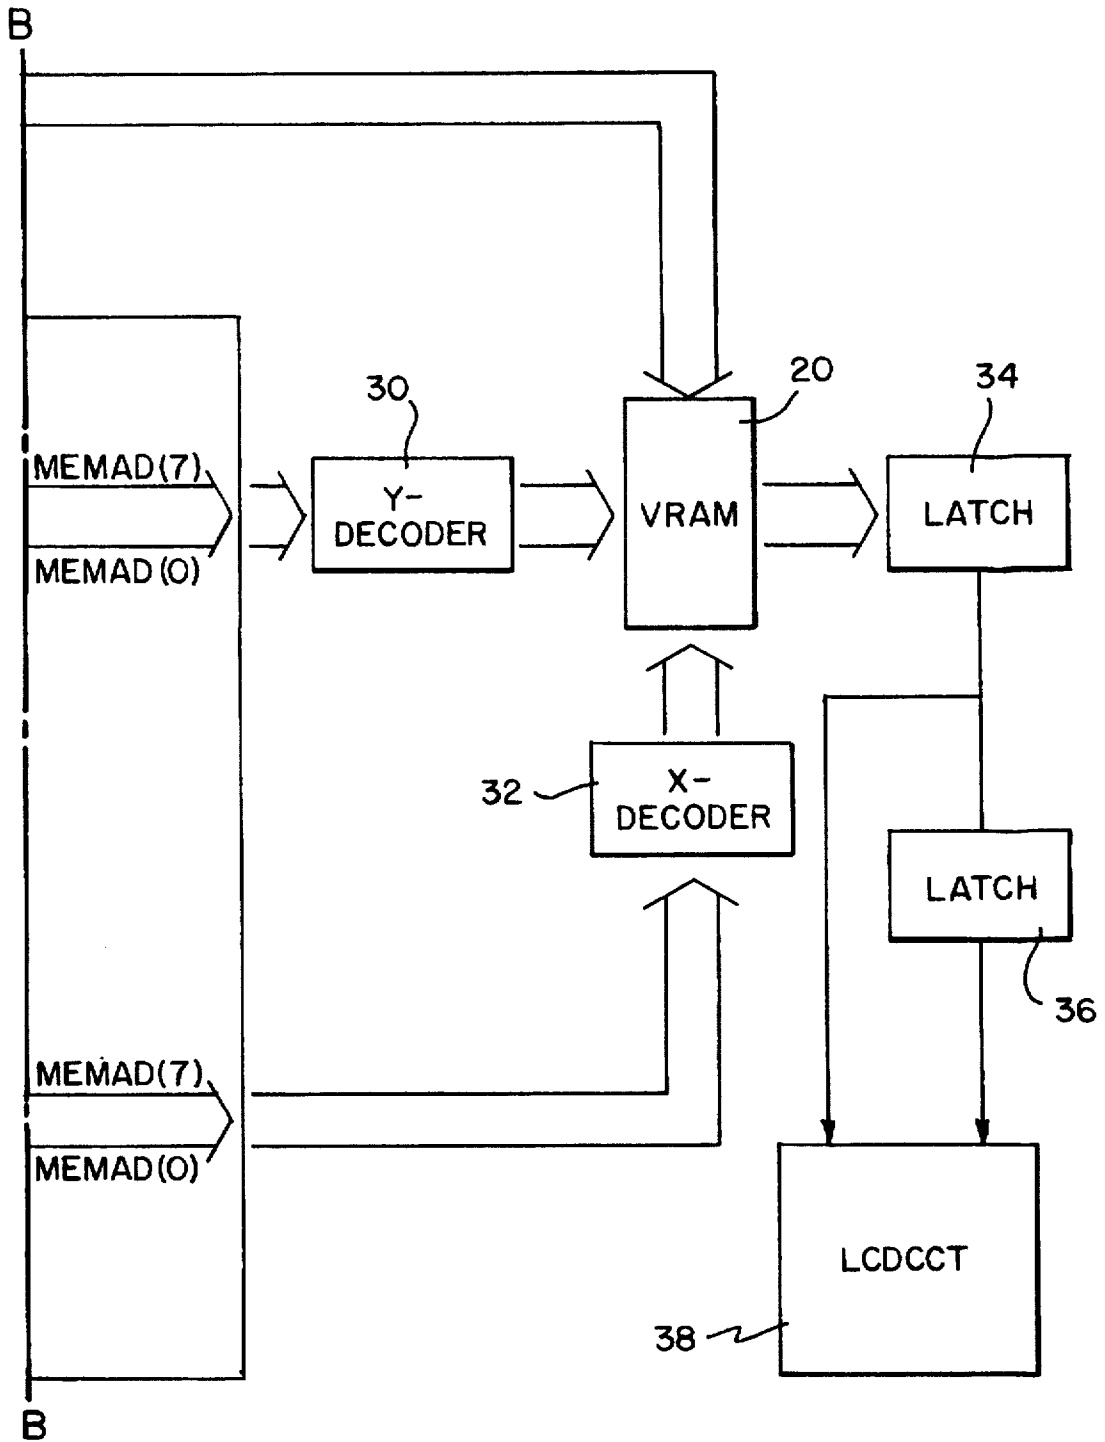 B
20
34
30
MEMAD(7)
Y-
DECODER
VRAM
LATCH
MEMAD(0)
32
X-
DECODER
LATCH
36
MEMAD(7)
MEMAD(0)
LCDCCT
38
B